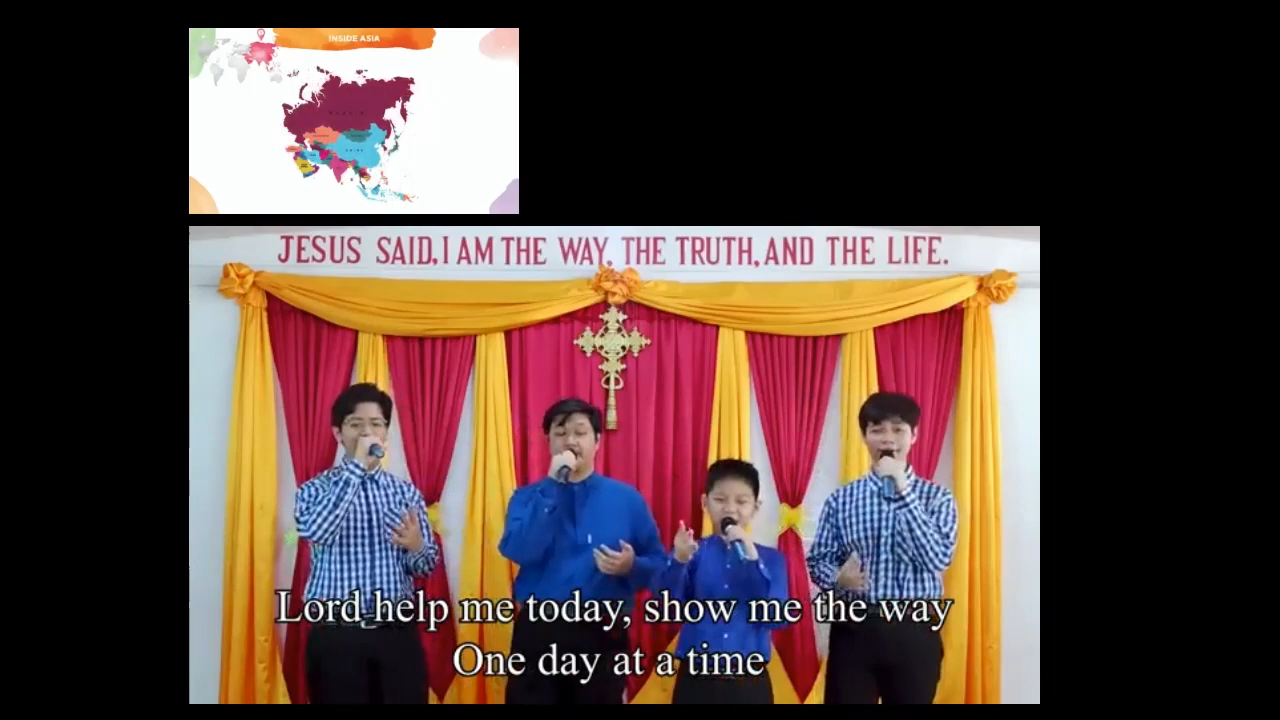 INSIDE ASIA
JESUS SAID, I AM THE WAY, THE TRUTH, AND THE LIFE.
Lord help me today, show me the way
One day at a time